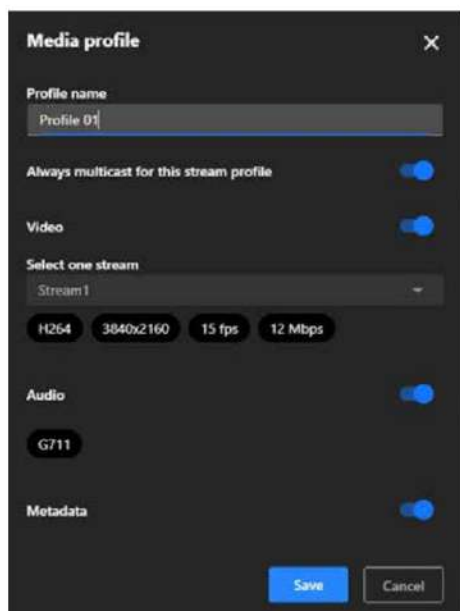 Media profile
Profile name
Profile 01
Always multicast for this stream profile
Video
Select one stream
Stream1
H264 3840x2160 15 fps 12 Mbps
Audio
G711
Metadata
Save Cancel